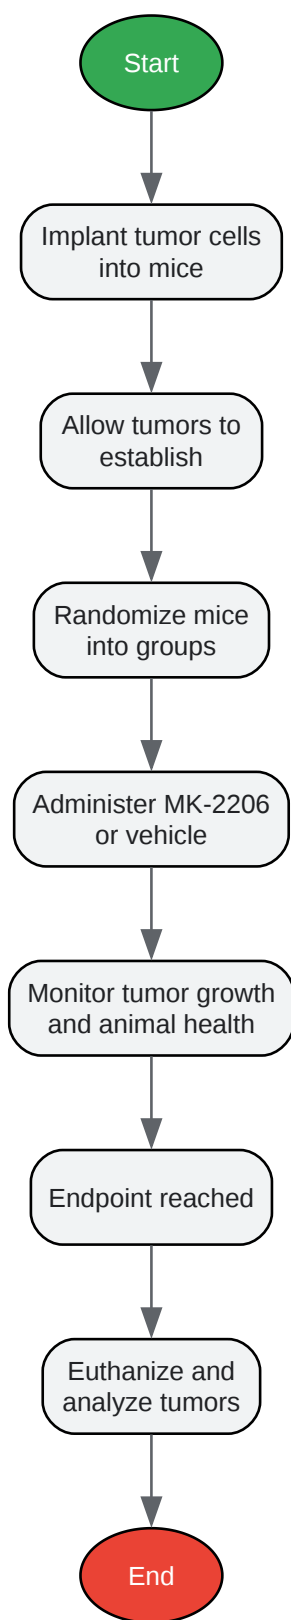 Start
Implant tumor cells
into mice
Allow tumors to
establish
Randomize mice
into groups
Administer MK-2206
or vehicle
Monitor tumor growth
and animal health
Endpoint reached
Euthanize and
analyze tumors
End